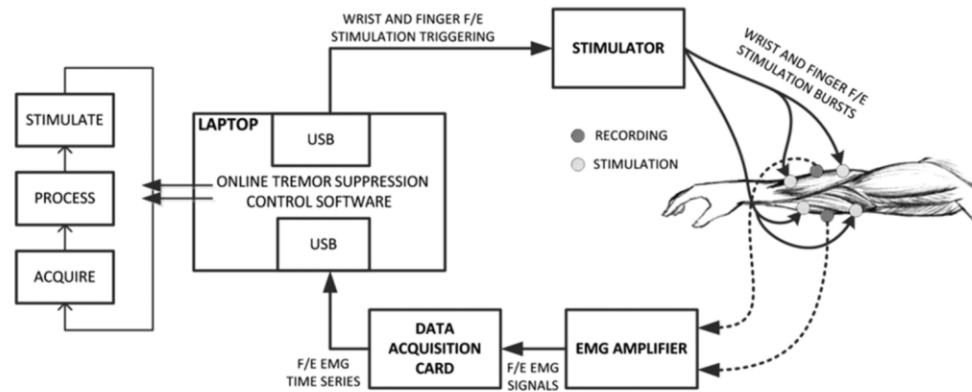 WRIST AND FINGER F/E
STIMULATION TRIGGERING
STIMULATOR
WRIST AND FINGER F/E
STIMULATION BURSTS
STIMULATE
PROCESS
ACQUIRE
LAPTOP
USB
ONLINE TREMOR SUPPRESSION
CONTROL SOFTWARE
USB
RECORDING
STIMULATION
F/E EMG
TIME SERIES
DATA
ACQUISITION
CARD
F/E EMG
SIGNALS
EMG AMPLIFIER